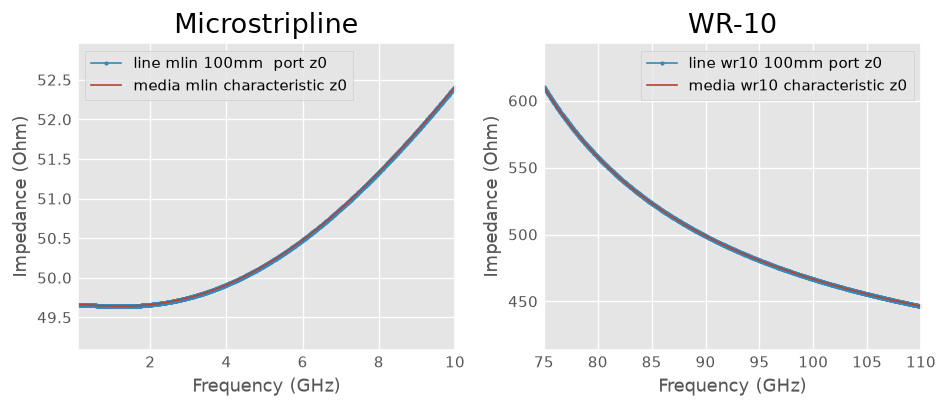 Microstripline
line mlin 100mm  port z0
media mlin characteristic z0
52.5
52.0
51.5
51.0
50.5
50.0
49.5
Impedance (Ohm)
2 4 6 8 10
Frequency (GHz)
WR-10
line wr10 100mm port z0
media wr10 characteristic z0
600
550
500
450
Impedance (Ohm)
75 80 85 90 95 100 105 110
Frequency (GHz)